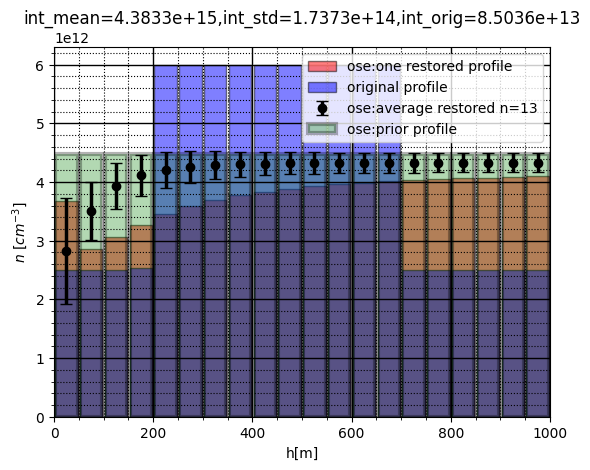 int_mean=4.3833e+15,int_std=1.7373e+14,int_orig=8.5036e+13
1e12
ose:one restored profile
original profile
ose:average restored n=13
ose:prior profile
6
5
4
3
2
1
0
n [cm⁻³]
0 200 400 600 800 1000
h[m]